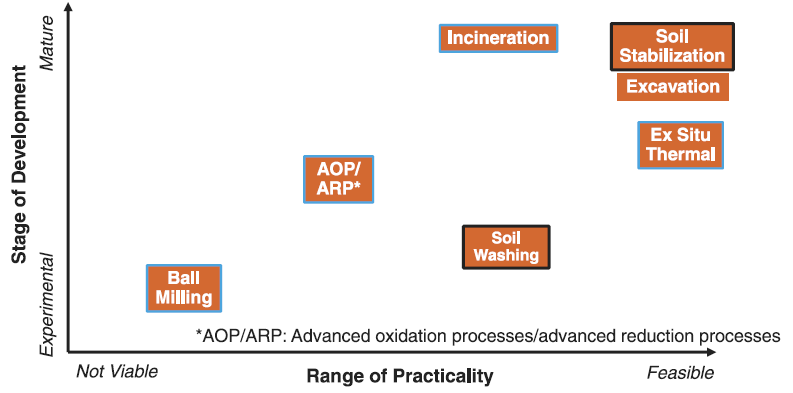 Mature
Stage of Development
Experimental
Incineration
Soil
Stabilization
Excavation
Ex Situ
Thermal
AOP/
ARP*
Soil
Washing
Ball
Milling
*AOP/ARP: Advanced oxidation processes/advanced reduction processes
Not Viable
Range of Practicality
Feasible